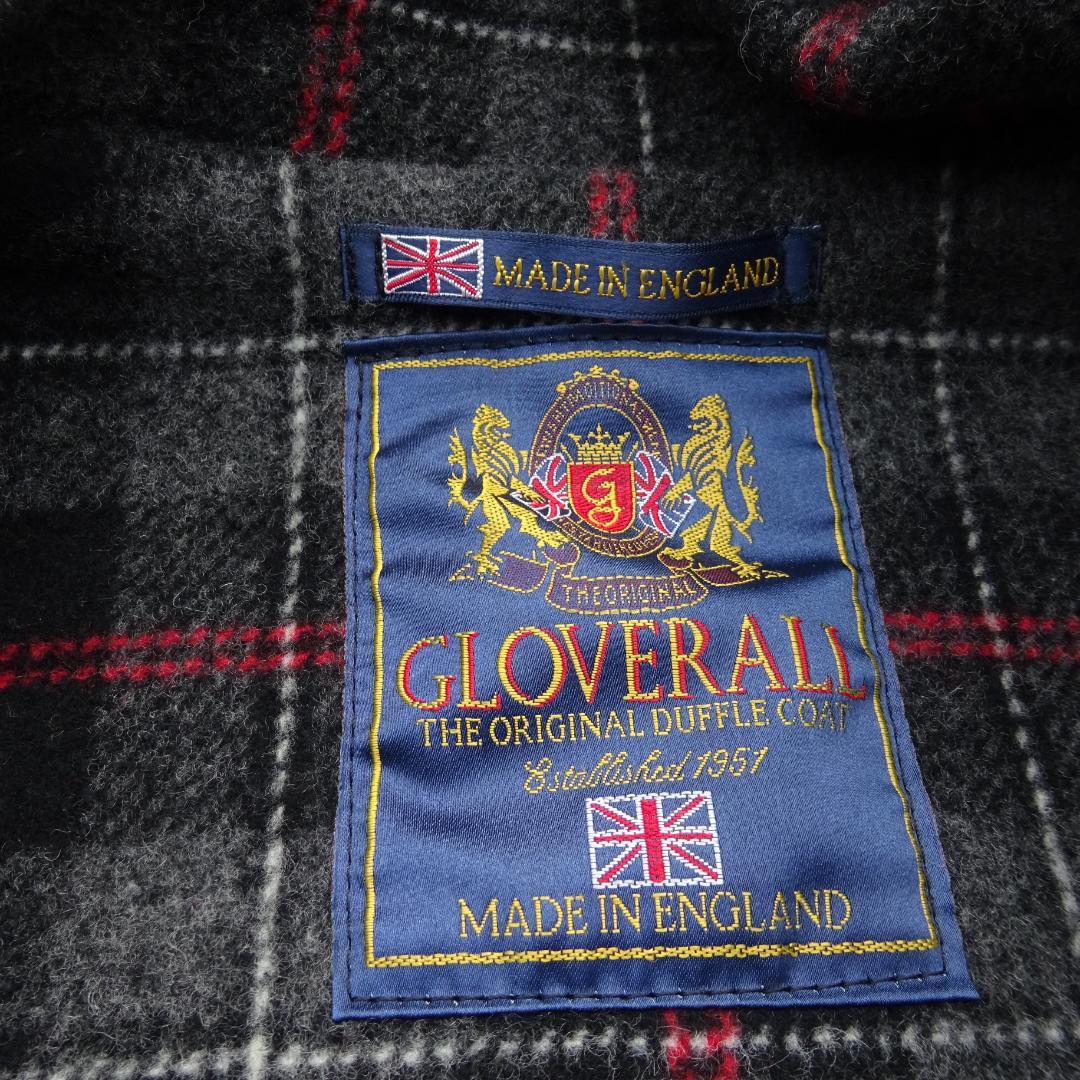 MADE IN ENGLAND
G
THE ORIGINAL
GLOVERALL
THE ORIGINAL DUFFLE COAT
Established 1951
MADE IN ENGLAND